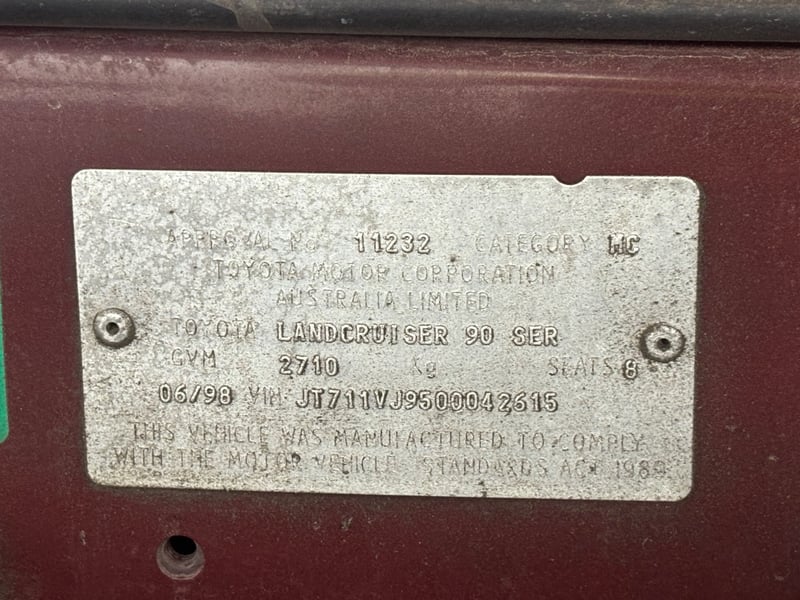 APPROVAL NO 11232 CATEGORY MC
TOYOTA MOTOR CORPORATION
AUSTRALIA LIMITED
TOYOTA LANDCRUISER 90 SER
GVM 2710 Kg SEATS 8
06/98 VIN JT711VJ9500042615
THIS VEHICLE WAS MANUFACTURED TO COMPLY
WITH THE MOTOR VEHICLE STANDARDS ACT 1989